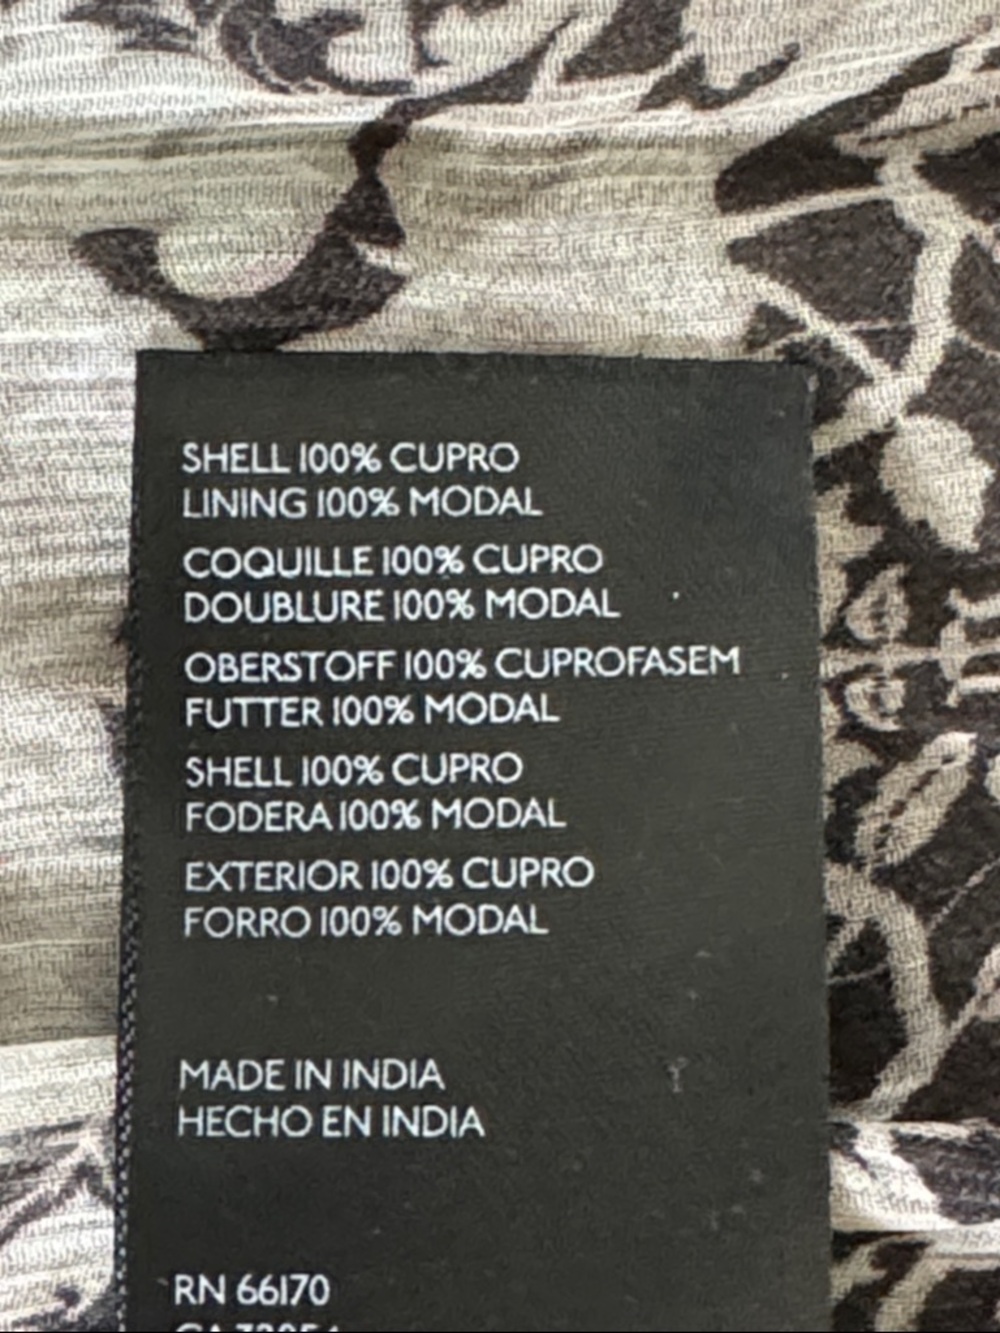 SHELL 100% CUPRO
LINING 100% MODAL
COQUILLE 100% CUPRO
DOUBLURE 100% MODAL
OBERSTOFF 100% CUPROFASEM
FUTTER 100% MODAL
SHELL 100% CUPRO
FODERA 100% MODAL
EXTERIOR 100% CUPRO
FORRO 100% MODAL
MADE IN INDIA
HECHO EN INDIA
RN 66170